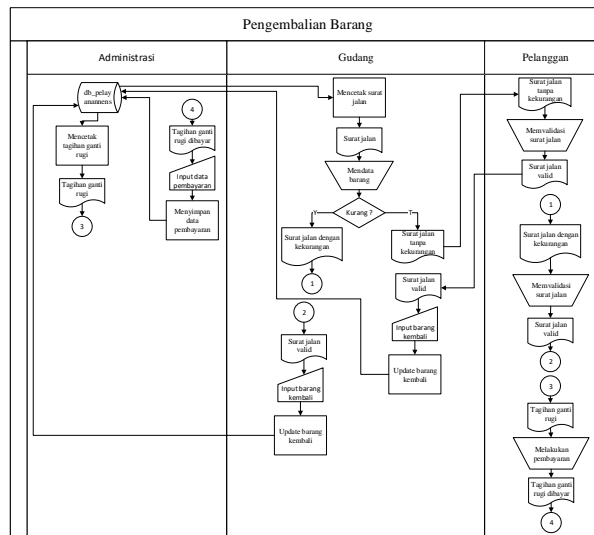 Pengembalian Barang
Administrasi
Gudang
Pelanggan
db_pelay
anannens
Mencetak
tagihan ganti
rugi
Tagihan ganti
rugi
3
4
Tagihan ganti
rugi dibayar
Input data
pembayaran
Menyimpan
data
pembayaran
Mencetak surat
jalan
Surat jalan
Mendata
barang
Kurang ?
Y
T
Surat jalan dengan
kekurangan
1
Surat jalan
tanpa
kekurangan
2
Surat jalan
valid
Input barang
kembali
Update barang
kembali
Surat jalan
valid
Input barang
kembali
Update barang
kembali
Surat jalan
tanpa
kekurangan
Memvalidasi
surat jalan
Surat jalan
valid
1
Surat jalan dengan
kekurangan
Memvalidasi
surat jalan
Surat jalan
valid
2
3
Tagihan ganti
rugi
Melakukan
pembayaran
Tagihan ganti
rugi dibayar
4